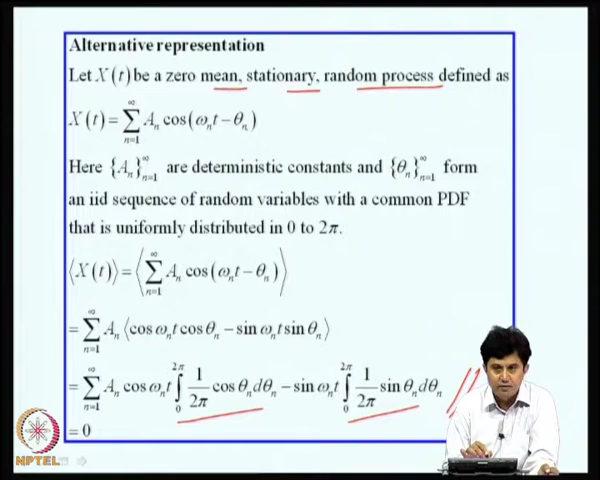 Alternative representation
Let X(t) be a zero mean, stationary, random process defined as
X(t) = ∑_{n=1}^{∞} A_n cos(ω_n t − θ_n)
Here {A_n}_{n=1}^{∞} are deterministic constants and {θ_n}_{n=1}^{∞} form
an iid sequence of random variables with a common PDF
that is uniformly distributed in 0 to 2π.
⟨X(t)⟩ = ⟨∑_{n=1}^{∞} A_n cos(ω_n t − θ_n)⟩
= ∑_{n=1}^{∞} A_n ⟨cos ω_n t cos θ_n − sin ω_n t sin θ_n⟩
= ∑_{n=1}^{∞} A_n cos ω_n t ∫_0^{2π} 1/2π cos θ_n dθ_n − sin ω_n t ∫_0^{2π} 1/2π sin θ_n dθ_n
= 0
NPTEL